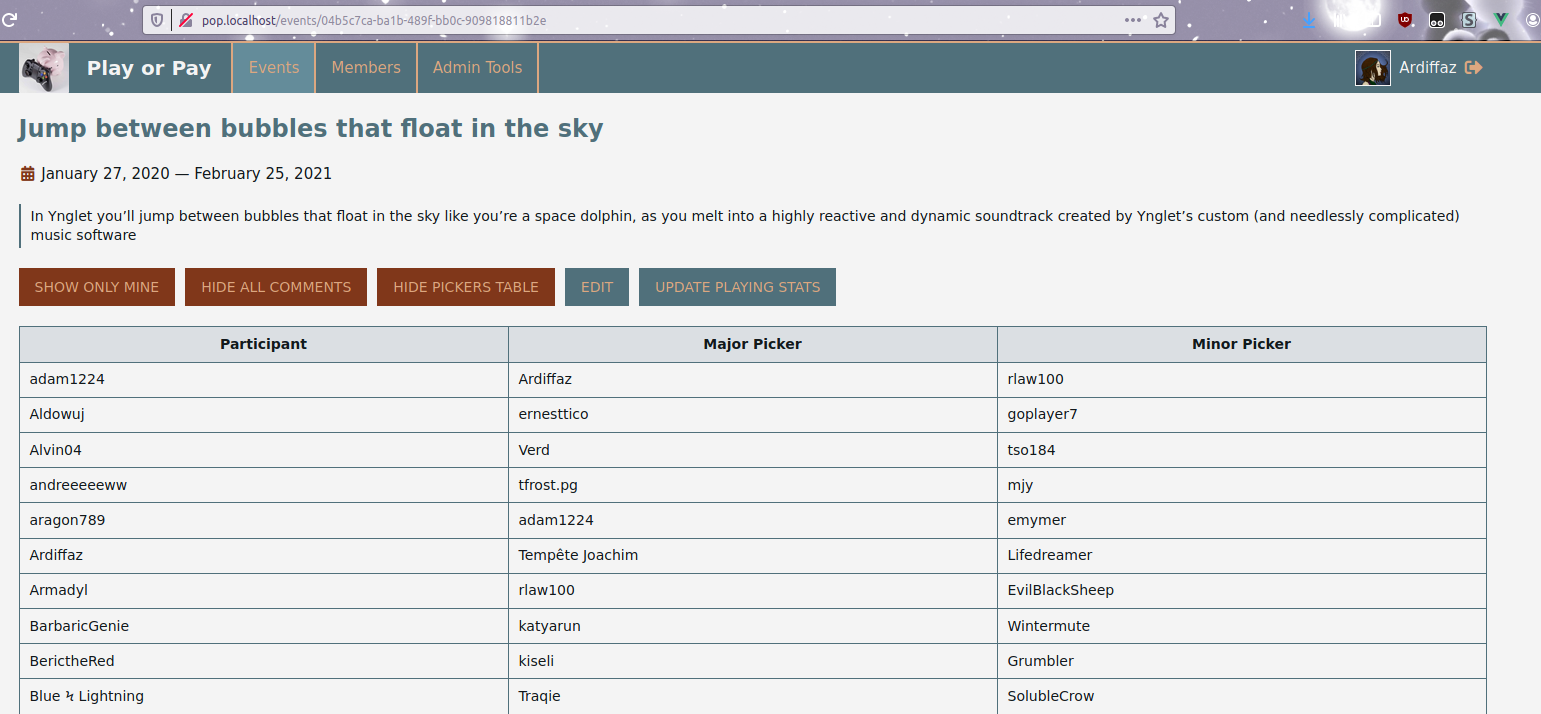 pop.localhost/events/04b5c7ca-ba1b-489f-bb0c-909818811b2e
Play or Pay Events Members Admin Tools Ardiffaz
Jump between bubbles that float in the sky
January 27, 2020 — February 25, 2021
In Ynglet you’ll jump between bubbles that float in the sky like you’re a space dolphin, as you melt into a highly reactive and dynamic soundtrack created by Ynglet’s custom (and needlessly complicated)
music software
SHOW ONLY MINE HIDE ALL COMMENTS HIDE PICKERS TABLE EDIT UPDATE PLAYING STATS
Participant Major Picker Minor Picker
adam1224 Ardiffaz rlaw100
Aldowuj ernesttico goplayer7
Alvin04 Verd tso184
andreeeeeww tfrost.pg mjy
aragon789 adam1224 emymer
Ardiffaz Tempête Joachim Lifedreamer
Armadyl rlaw100 EvilBlackSheep
BarbaricGenie katyarun Wintermute
BerictheRed kiseli Grumbler
Blue Ϟ Lightning Traqie SolubleCrow